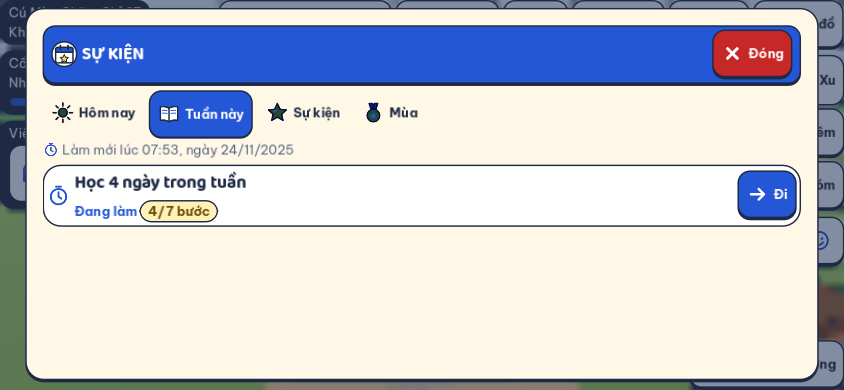 SỰ KIỆN
Đóng
Hôm nay
Tuần này
Sự kiện
Mùa
Làm mới lúc 07:53, ngày 24/11/2025
Học 4 ngày trong tuần
Đang làm 4/7 bước
Đi
đồ
Xu